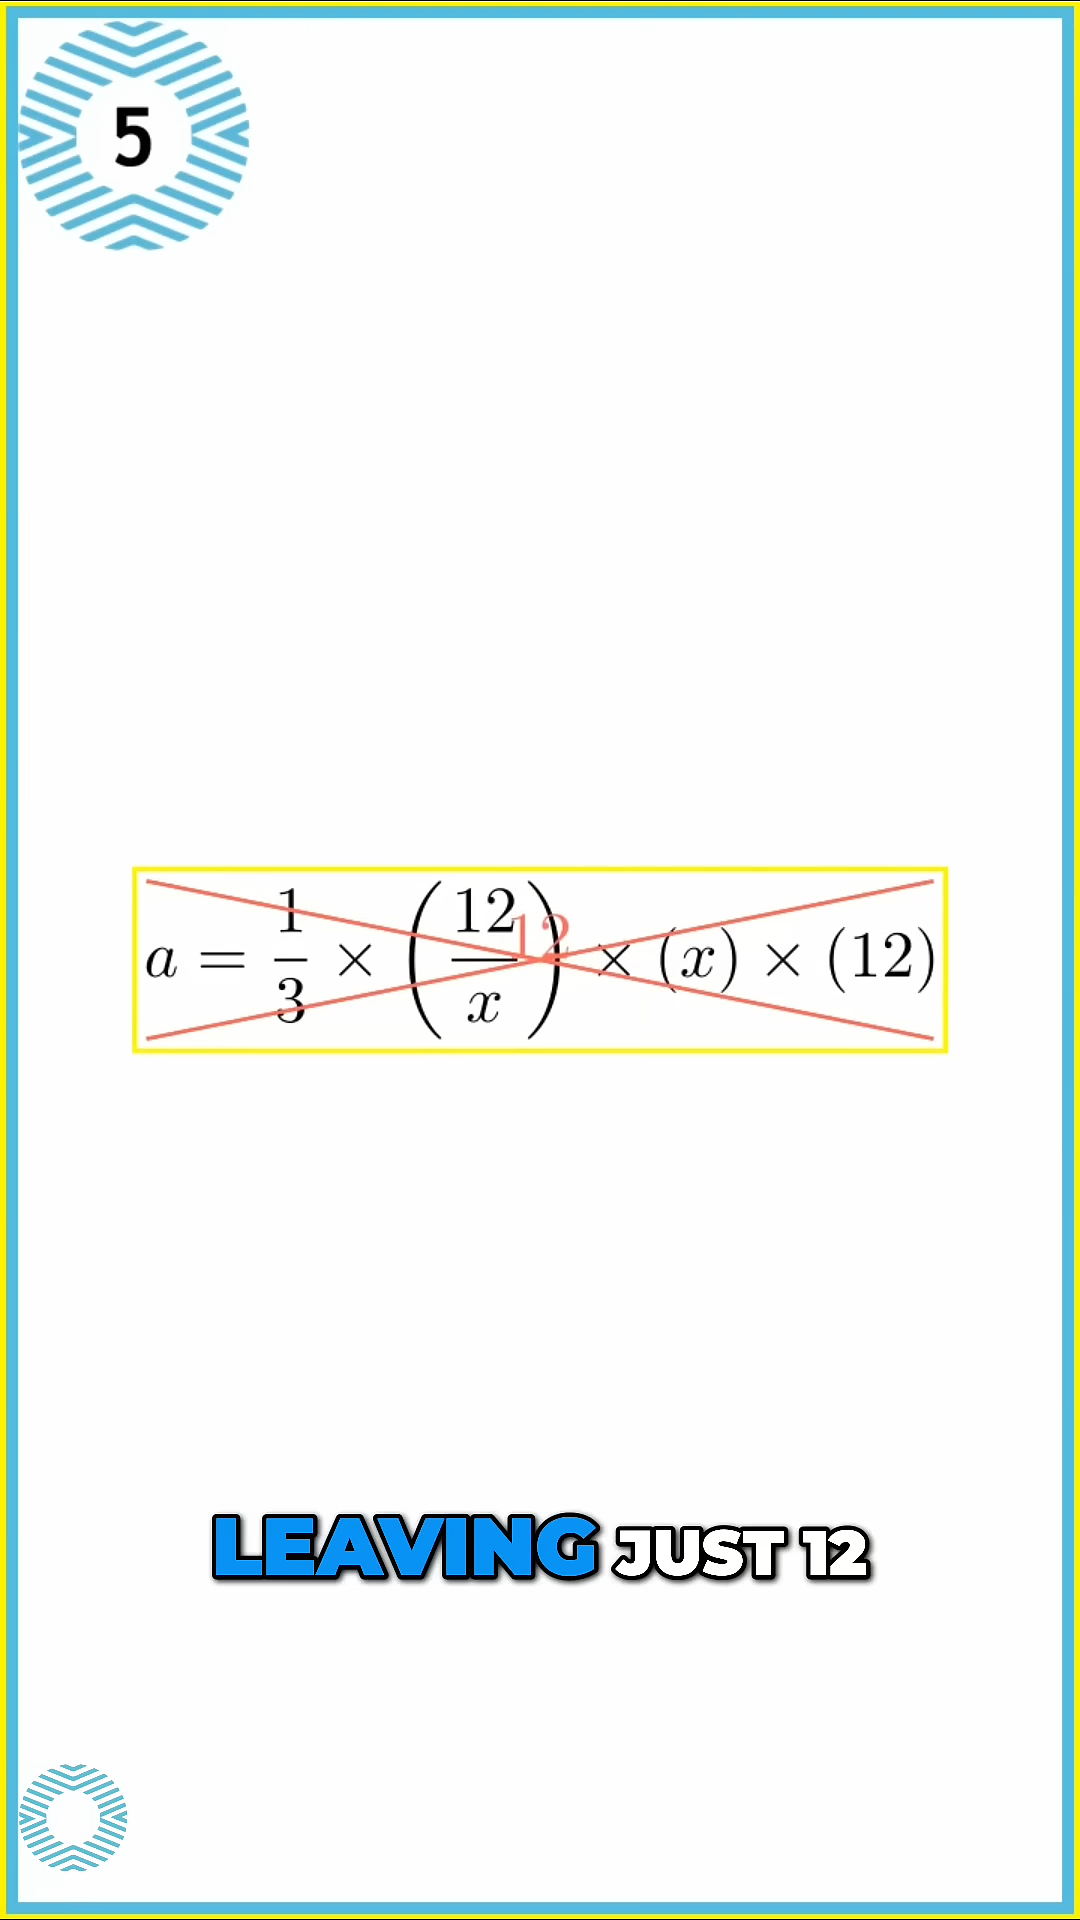 5
a = 1/3 × (12/x) × (x) × (12)
12
LEAVING JUST 12